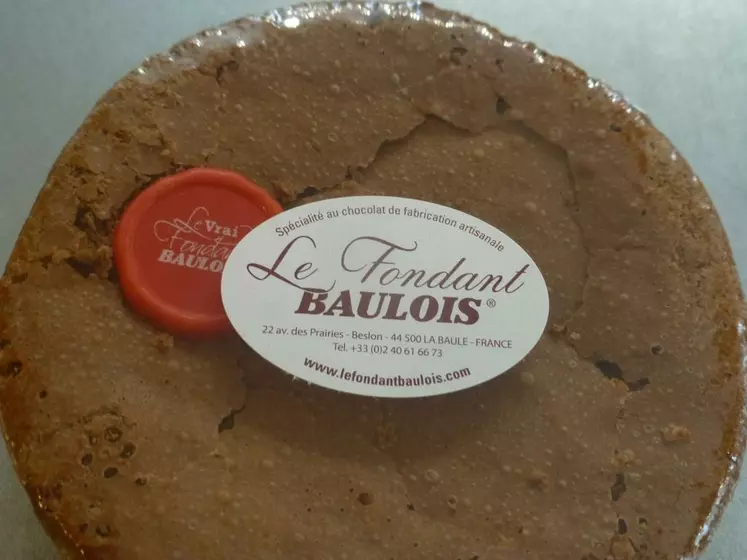 Le Vrai
Fondant
BAULOIS
Spécialité au chocolat de fabrication artisanale
Le Fondant
BAULOIS®
22 av. des Prairies - Beslon - 44 500 LA BAULE - FRANCE
Tel. +33 (0)2 40 61 66 73
www.lefondantbaulois.com